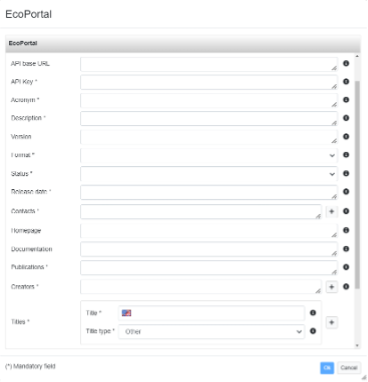 EcoPortal
EcoPortal
API base URL
API Key *
Acronym *
Description *
Version
Format *
Status *
Release date *
Contacts *
Homepage
Documentation
Publications *
Creators *
Titles *
Title *
Title type * Other
(*) Mandatory field
Ok Cancel